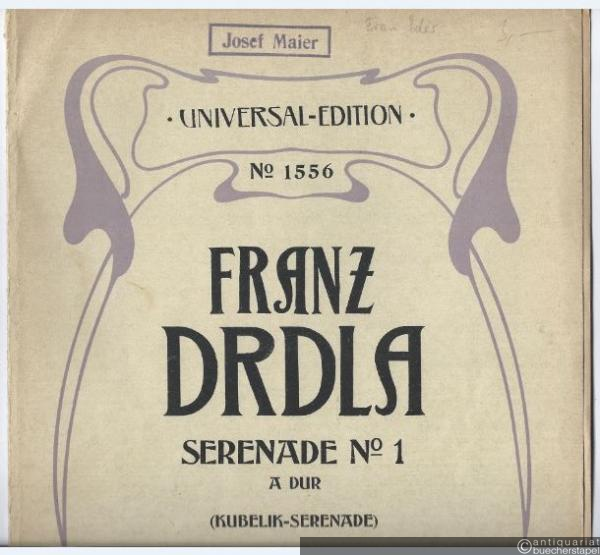 Josef Maier
· UNIVERSAL-EDITION ·
Nº 1556
FRANZ
DRDLA
SERENADE Nº 1
A DUR
(KUBELIK-SERENADE)
antiquariat
buecherstapel